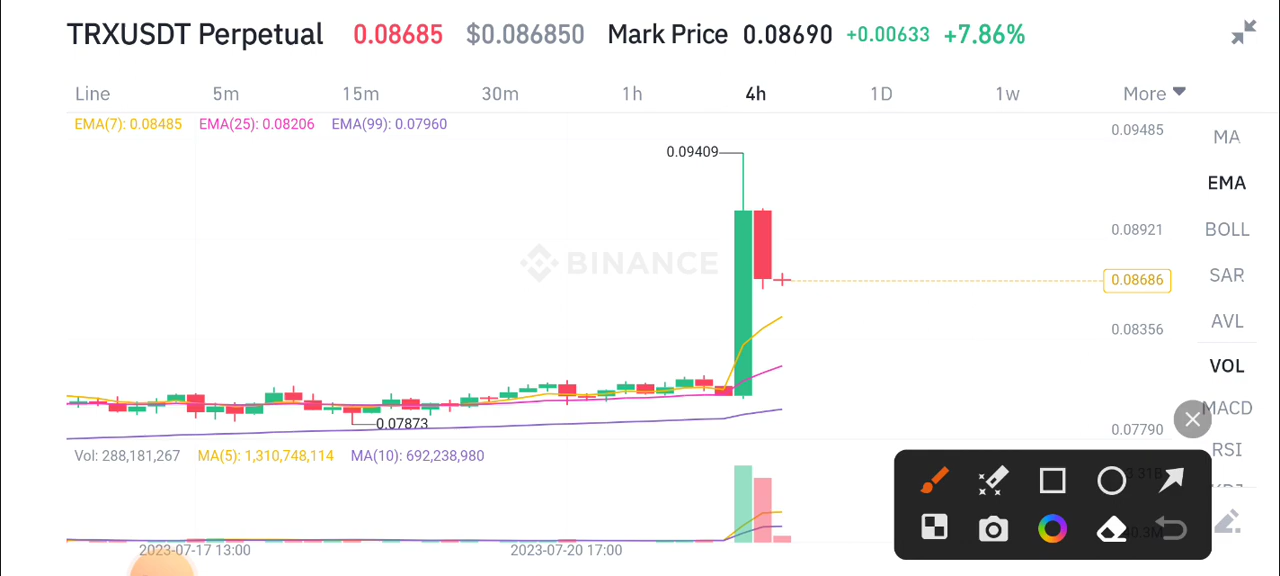 TRXUSDT Perpetual 0.08685 $0.086850 Mark Price 0.08690 +0.00633 +7.86%
Line 5m 15m 30m 1h 4h 1D 1w More
EMA(7): 0.08485 EMA(25): 0.08206 EMA(99): 0.07960
0.09485
MA
0.09409
EMA
0.08921
BOLL
BINANCE
SAR
0.08686
AVL
0.08356
VOL
MACD
0.07873
0.07790
RSI
Vol: 288,181,267 MA(5): 1,310,748,114 MA(10): 692,238,980
2023-07-17 13:00 2023-07-20 17:00